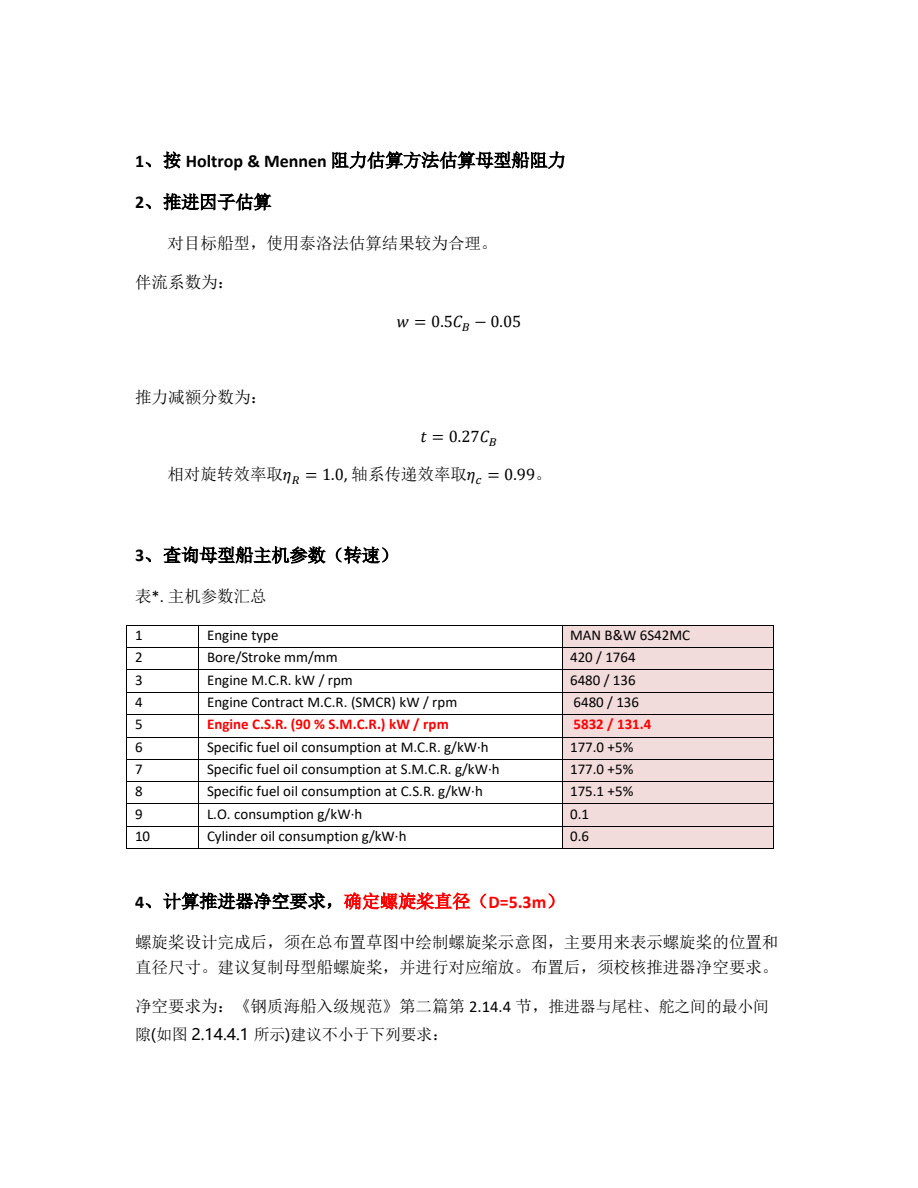 1、按 Holtrop & Mennen 阻力估算方法估算母型船阻力
2、推进因子估算
对目标船型，使用泰洛法估算结果较为合理。
伴流系数为：
w = 0.5C_B − 0.05
推力减额分数为：
t = 0.27C_B
相对旋转效率取η_R = 1.0, 轴系传递效率取η_c = 0.99。
3、查询母型船主机参数（转速）
表*. 主机参数汇总
1 Engine type MAN B&W 6S42MC
2 Bore/Stroke mm/mm 420 / 1764
3 Engine M.C.R. kW / rpm 6480 / 136
4 Engine Contract M.C.R. (SMCR) kW / rpm 6480 / 136
5 Engine C.S.R. (90 % S.M.C.R.) kW / rpm 5832 / 131.4
6 Specific fuel oil consumption at M.C.R. g/kW·h 177.0 +5%
7 Specific fuel oil consumption at S.M.C.R. g/kW·h 177.0 +5%
8 Specific fuel oil consumption at C.S.R. g/kW·h 175.1 +5%
9 L.O. consumption g/kW·h 0.1
10 Cylinder oil consumption g/kW·h 0.6
4、计算推进器净空要求，确定螺旋桨直径（D=5.3m）
螺旋桨设计完成后，须在总布置草图中绘制螺旋桨示意图，主要用来表示螺旋桨的位置和
直径尺寸。建议复制母型船螺旋桨，并进行对应缩放。布置后，须校核推进器净空要求。
净空要求为：《钢质海船入级规范》第二篇第 2.14.4 节，推进器与尾柱、舵之间的最小间
隙(如图 2.14.4.1 所示)建议不小于下列要求：